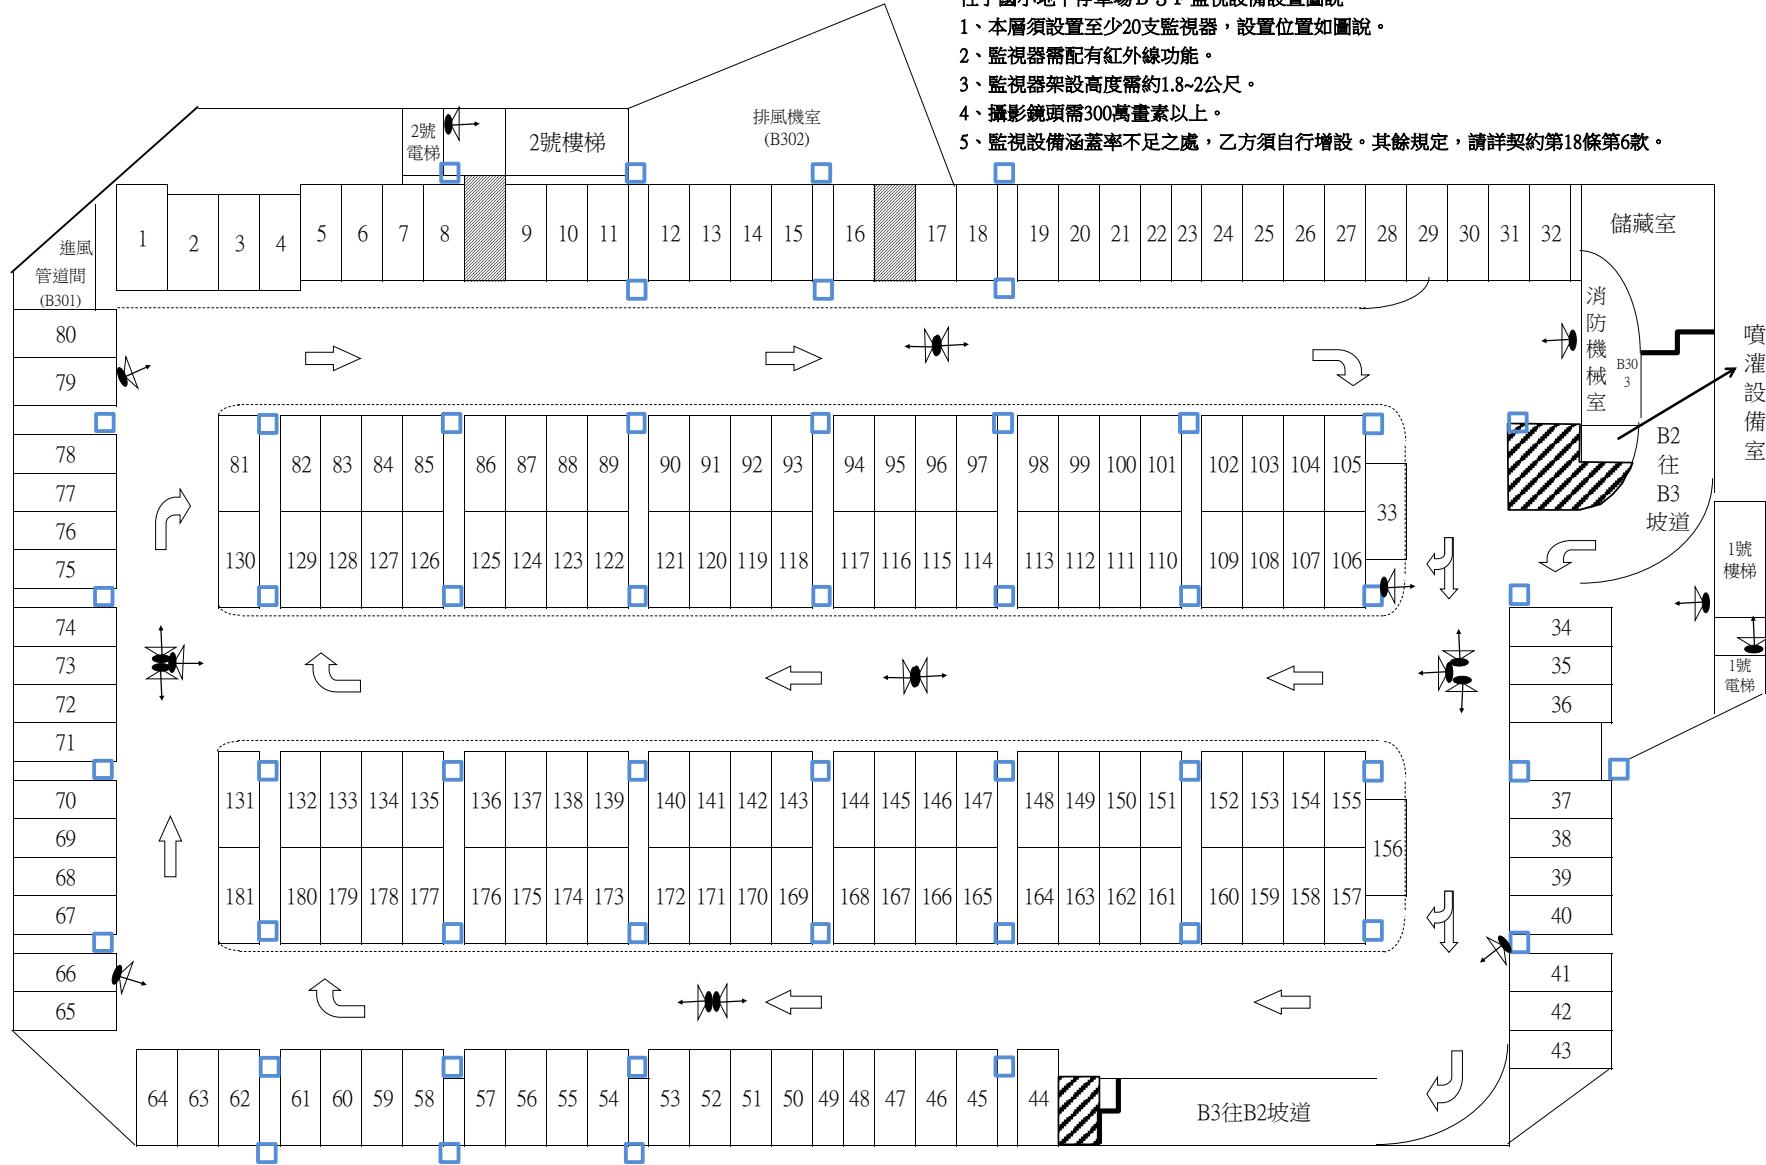 1、本層須設置至少20支監視器，設置位置如圖說。
2、監視器需配有紅外線功能。
3、監視器架設高度需約1.8~2公尺。
4、攝影鏡頭需300萬畫素以上。
5、監視設備涵蓋率不足之處，乙方須自行增設。其餘規定，請詳契約第18條第6款。
2號
電梯
2號樓梯
排風機室
(B302)
進風
管道間
(B301)
1 2 3 4 5 6 7 8 9 10 11 12 13 14 15 16 17 18 19 20 21 22 23 24 25 26 27 28 29 30 31 32
儲藏室
消防機械室
B30
3
噴灌設備室
B2
往
B3
坡道
1號
樓梯
1號
電梯
80
79
78
77
76
75
74
73
72
71
70
69
68
67
66
65
81 82 83 84 85 86 87 88 89 90 91 92 93 94 95 96 97 98 99 100 101 102 103 104 105
33
130 129 128 127 126 125 124 123 122 121 120 119 118 117 116 115 114 113 112 111 110 109 108 107 106
34
35
36
131 132 133 134 135 136 137 138 139 140 141 142 143 144 145 146 147 148 149 150 151 152 153 154 155
156
181 180 179 178 177 176 175 174 173 172 171 170 169 168 167 166 165 164 163 162 161 160 159 158 157
37
38
39
40
41
42
43
64 63 62 61 60 59 58 57 56 55 54 53 52 51 50 49 48 47 46 45 44
B3往B2坡道